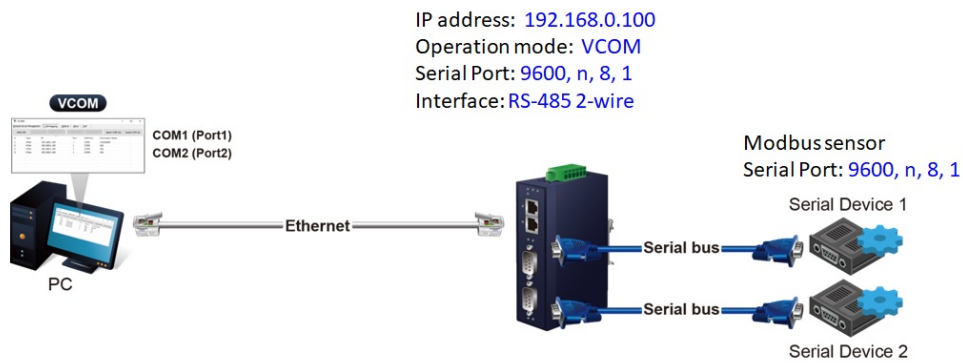 IP address: 192.168.0.100
Operation mode: VCOM
Serial Port: 9600, n, 8, 1
Interface: RS-485 2-wire
VCOM
COM1 (Port1)
COM2 (Port2)
Modbus sensor
Serial Port: 9600, n, 8, 1
Serial Device 1
Ethernet
Serial bus
PC
Serial bus
Serial Device 2